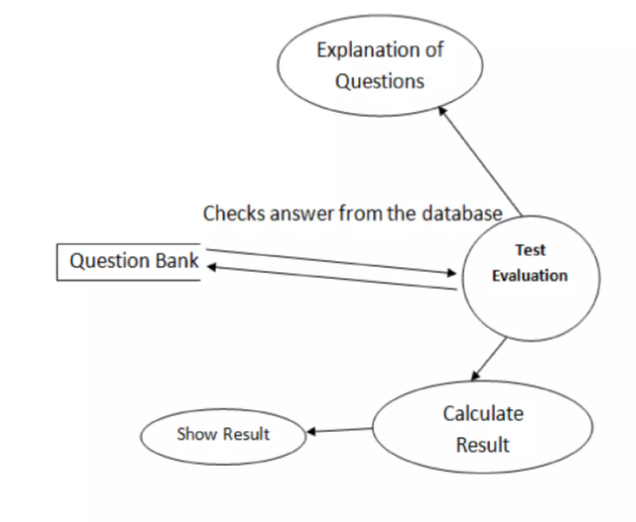 Explanation of
Questions
Checks answer from the database
Test
Evaluation
Question Bank
Calculate
Result
Show Result